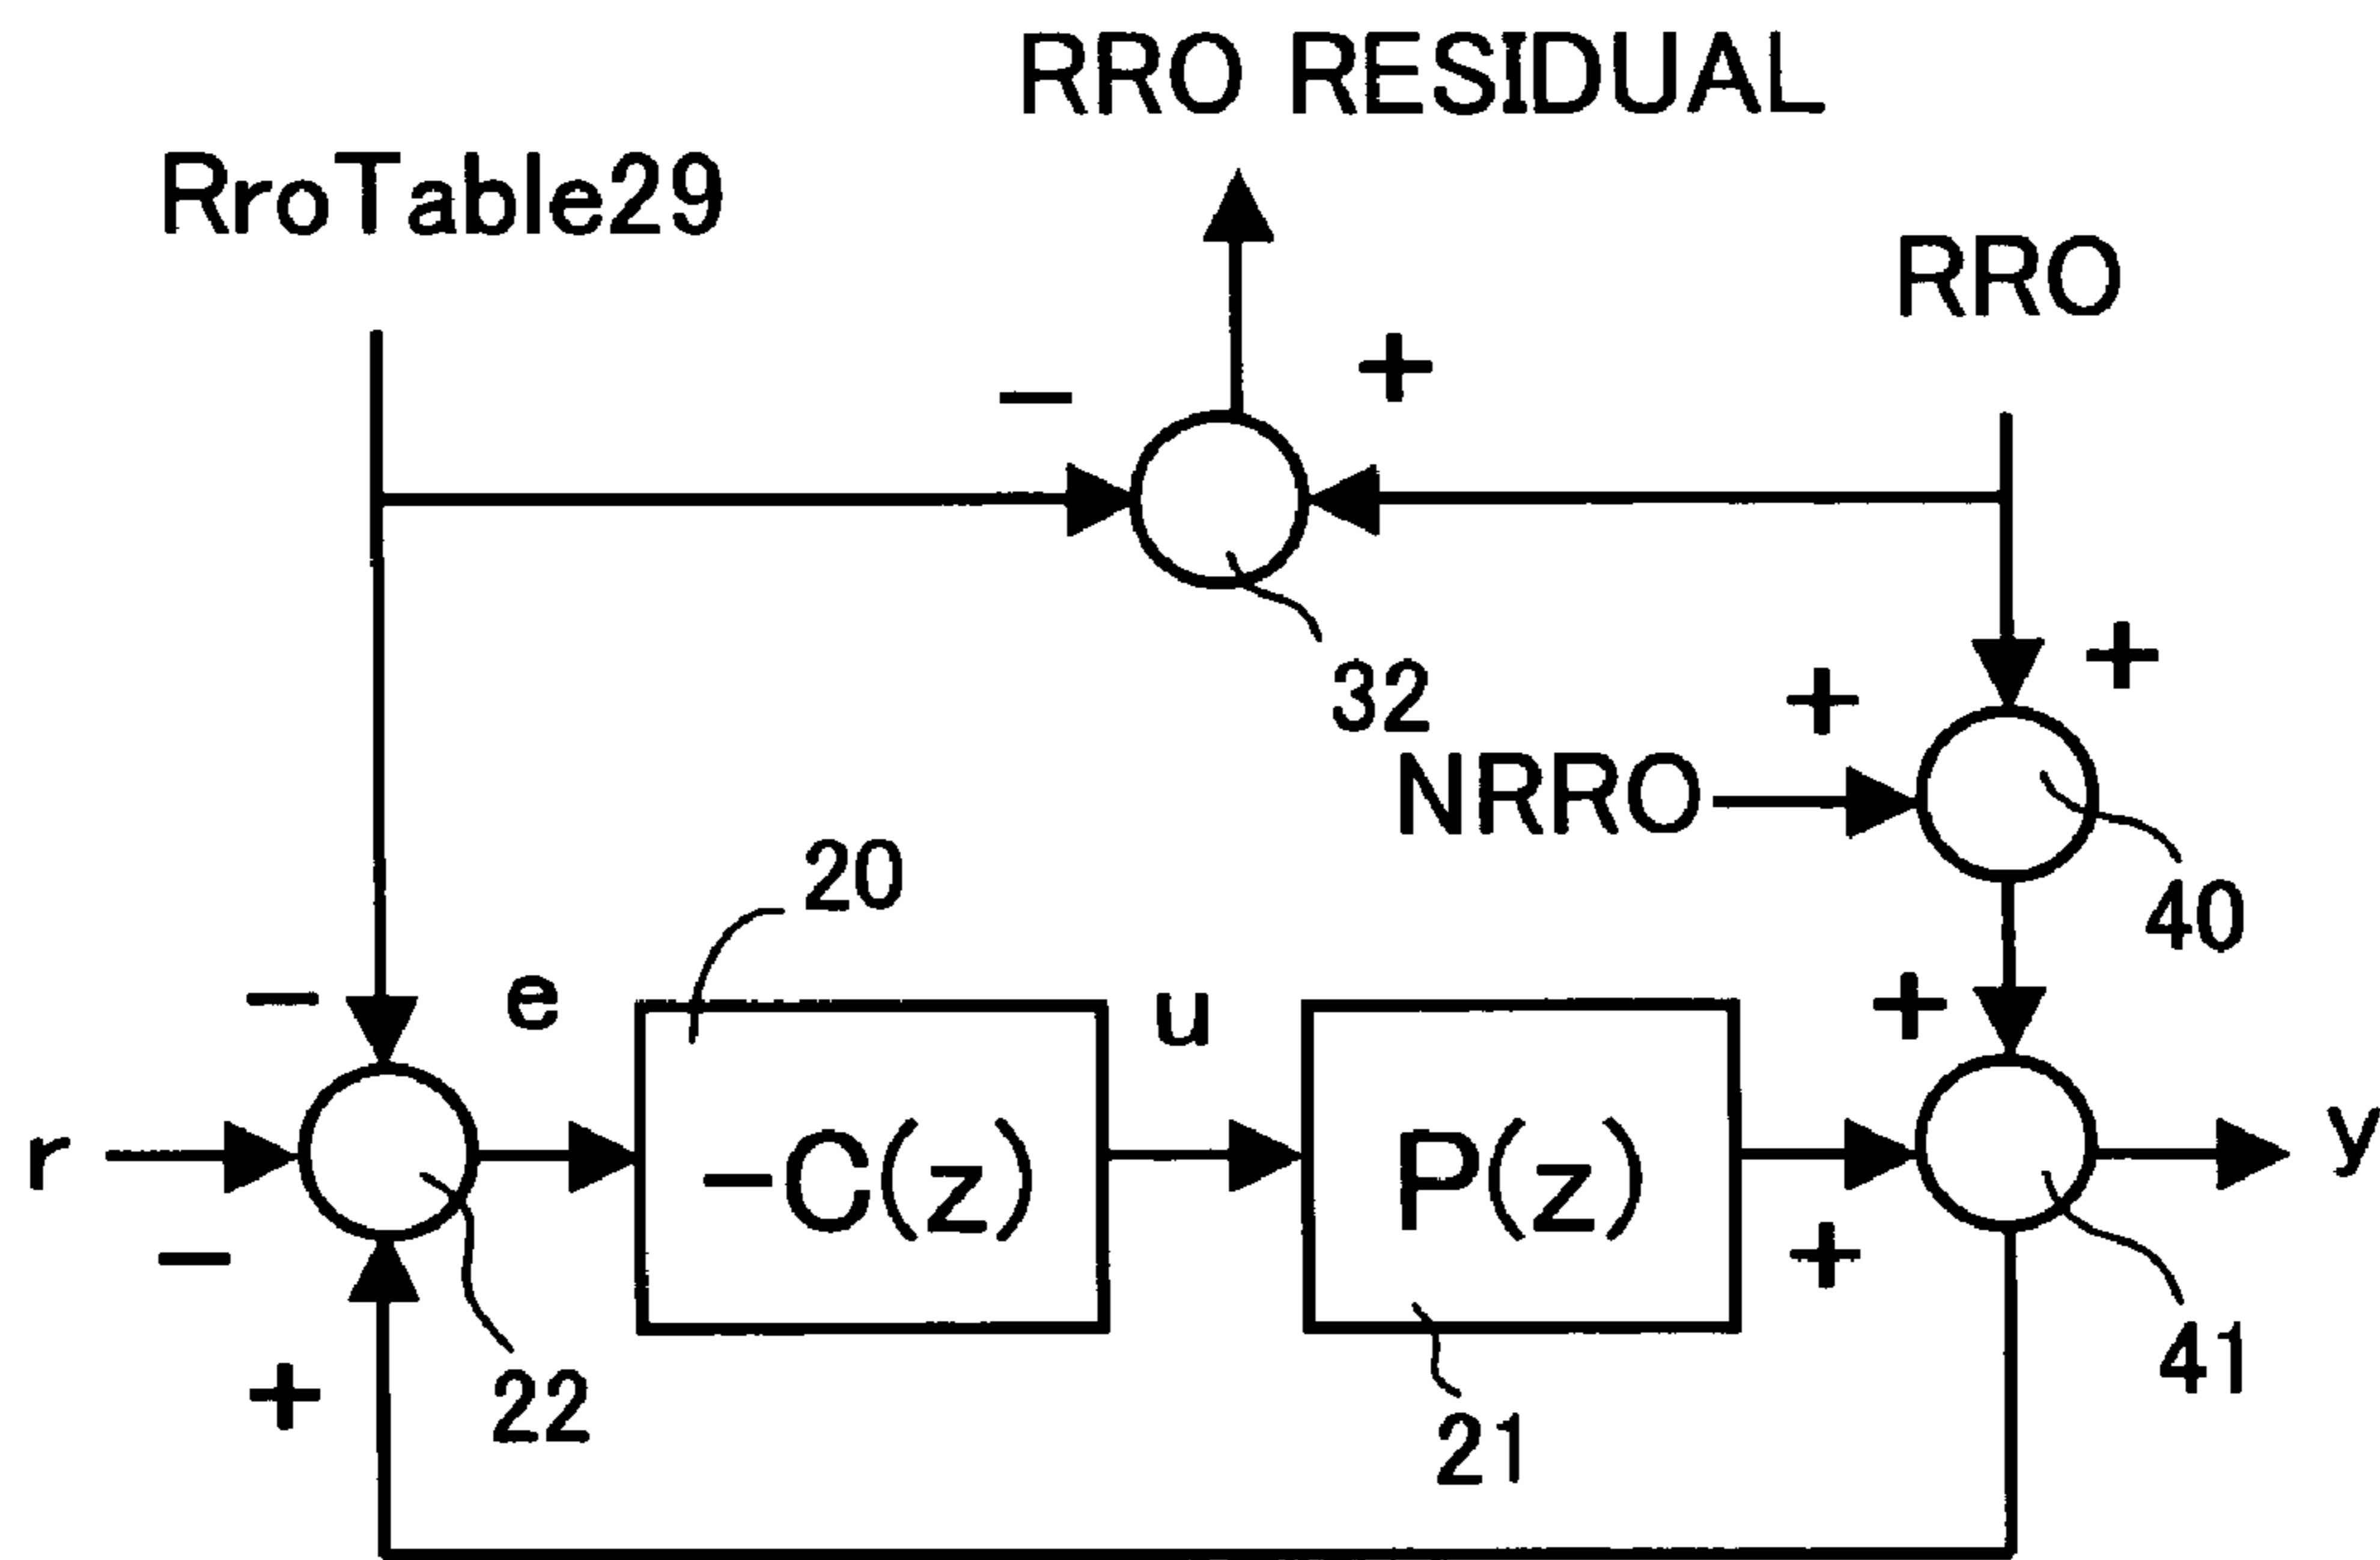 RRO RESIDUAL
RroTable29
RRO
−
+
32
+
+
NRRO
40
20
−
e
u
+
r
−C(z)
P(z)
y
−
+
+
22
21
41